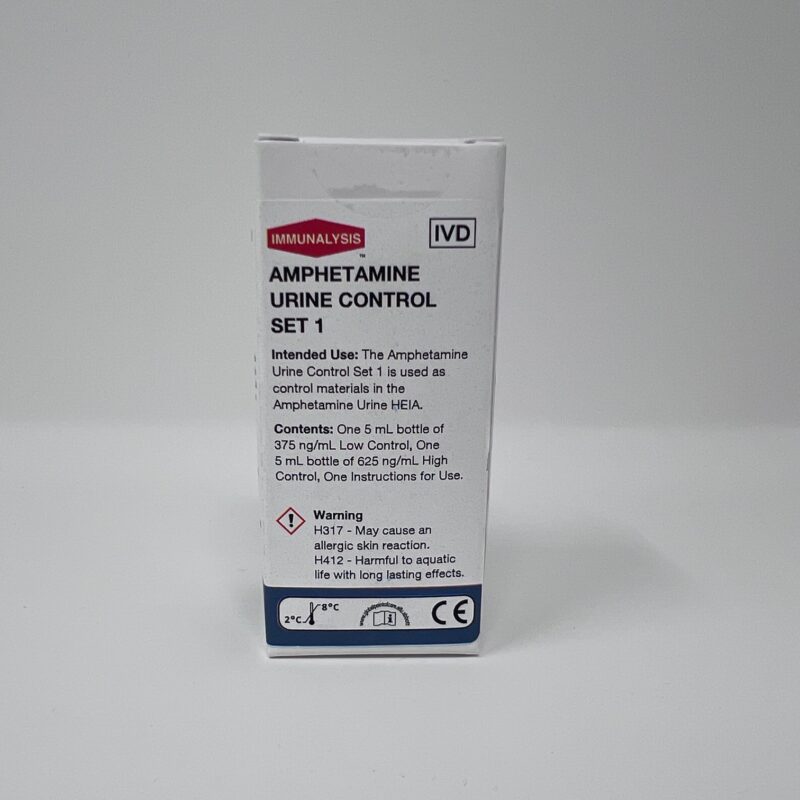 IMMUNALYSIS
™
IVD
AMPHETAMINE
URINE CONTROL
SET 1
Intended Use: The Amphetamine
Urine Control Set 1 is used as
control materials in the
Amphetamine Urine HEIA.
Contents: One 5 mL bottle of
375 ng/mL Low Control, One
5 mL bottle of 625 ng/mL High
Control, One Instructions for Use.
Warning
H317 - May cause an
allergic skin reaction.
H412 - Harmful to aquatic
life with long lasting effects.
2°C
8°C
CE